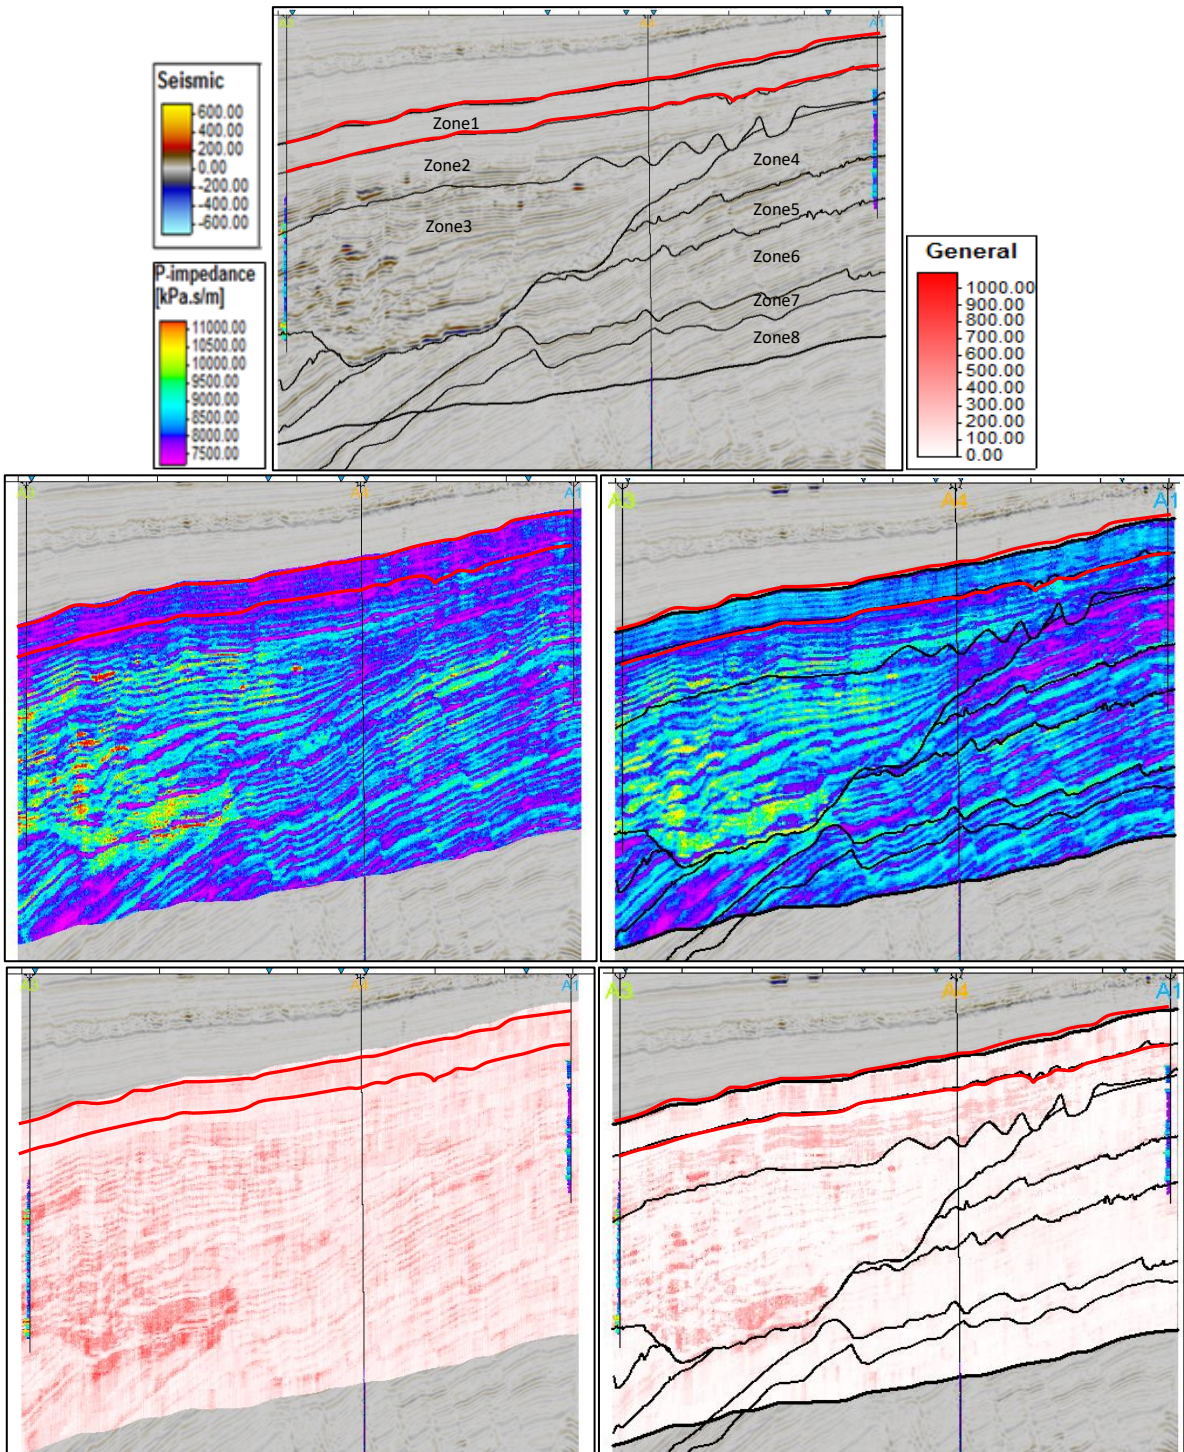 A3 A4 A1
Seismic
600.00
400.00
200.00
0.00
-200.00
-400.00
-600.00
P-impedance
[kPa.s/m]
11000.00
10500.00
10000.00
9500.00
9000.00
8500.00
8000.00
7500.00
Zone1
Zone2
Zone3
Zone4
Zone5
Zone6
Zone7
Zone8
General
1000.00
900.00
800.00
700.00
600.00
500.00
400.00
300.00
200.00
100.00
0.00
A3 A4 A1
A3 A4 A1
A3 A4 A1
A3 A4 A1